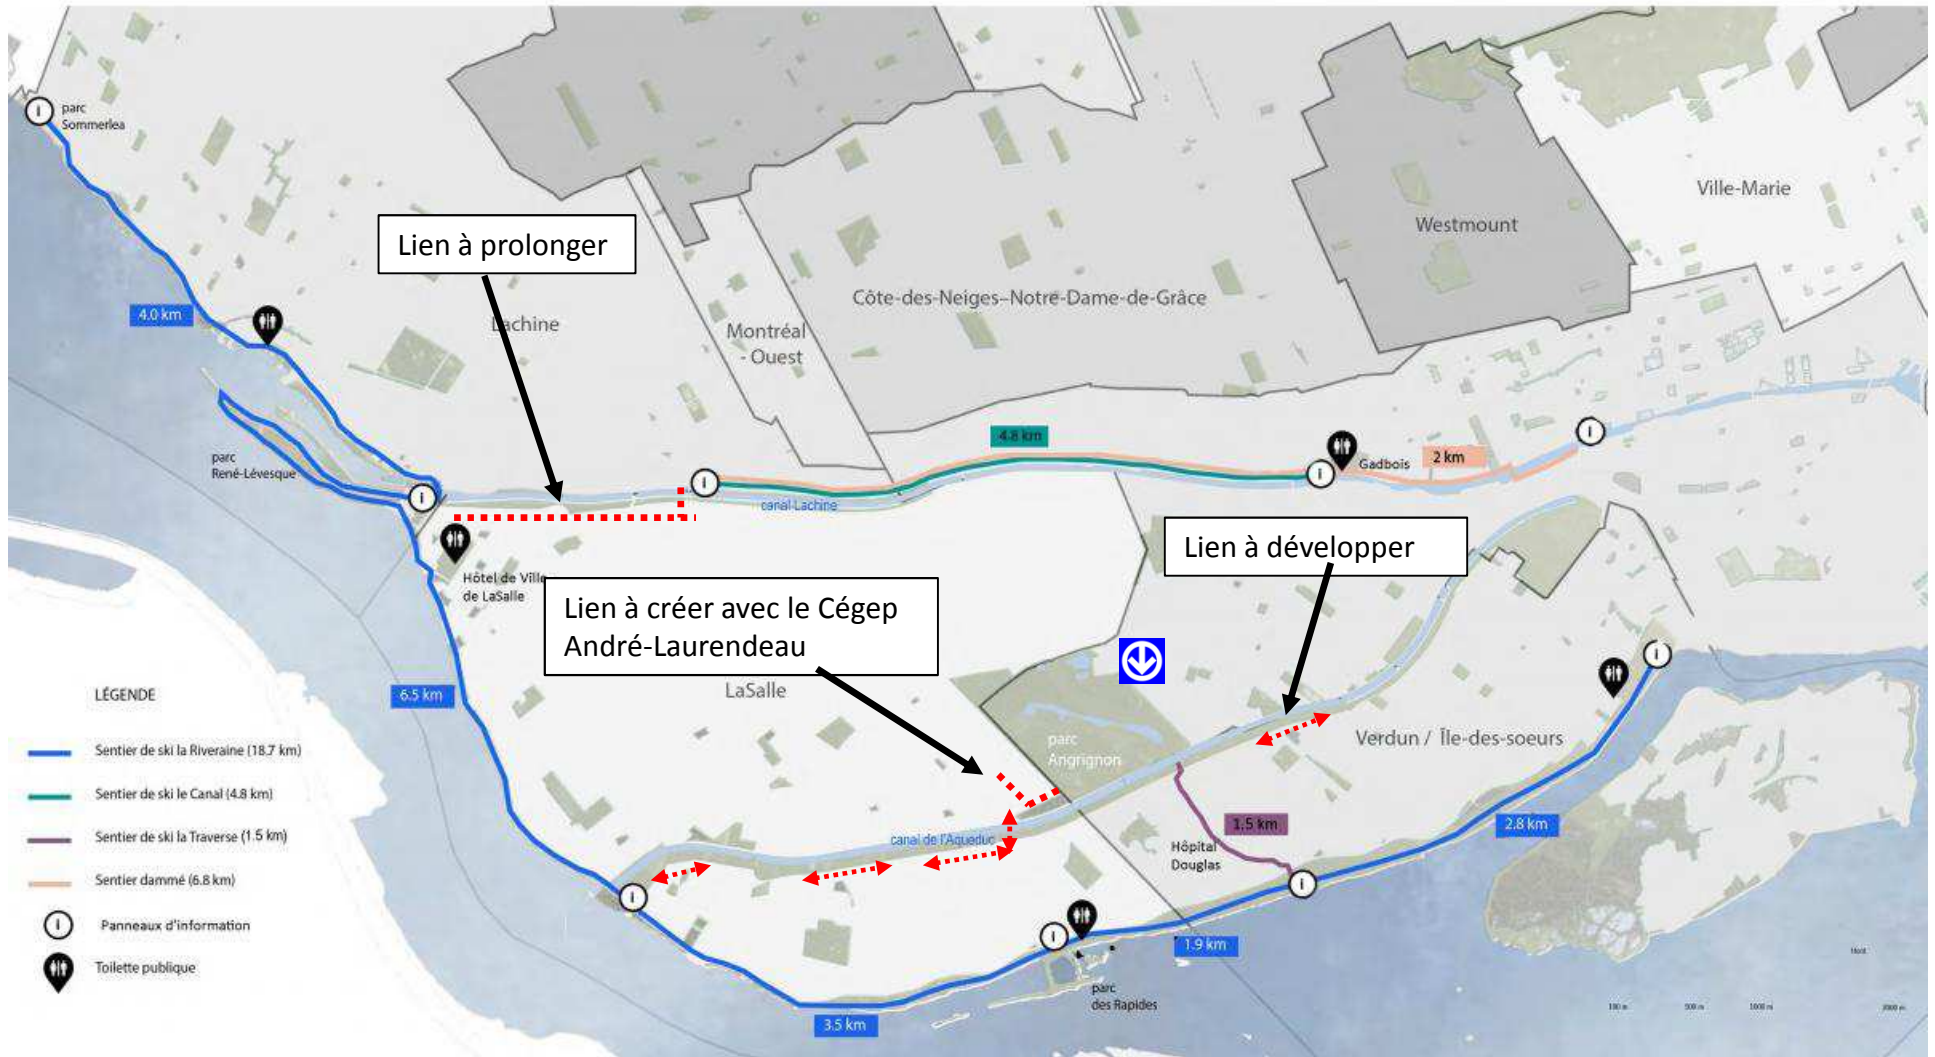 parc
Sommerlea
Ville-Marie
Westmount
Lien à prolonger
Côte-des-Neiges–Notre-Dame-de-Grâce
4.0 km
Lachine
Montréal
- Ouest
4.8 km
Gadbois
2 km
parc
René-Lévesque
canal Lachine
Lien à développer
Hôtel de Ville
de LaSalle
Lien à créer avec le Cégep
André-Laurendeau
LaSalle
6.5 km
LÉGENDE
parc
Angrignon
Verdun / Île-des-soeurs
Sentier de ski la Riveraine (18.7 km)
Sentier de ski le Canal (4.8 km)
Sentier de ski la Traverse (1.5 km)
Sentier dammé (6.8 km)
Panneaux d'information
Toilette publique
canal de l'Aqueduc
1.5 km
2.8 km
Hôpital
Douglas
1.9 km
parc
des Rapides
3.5 km
500 m
1000 m